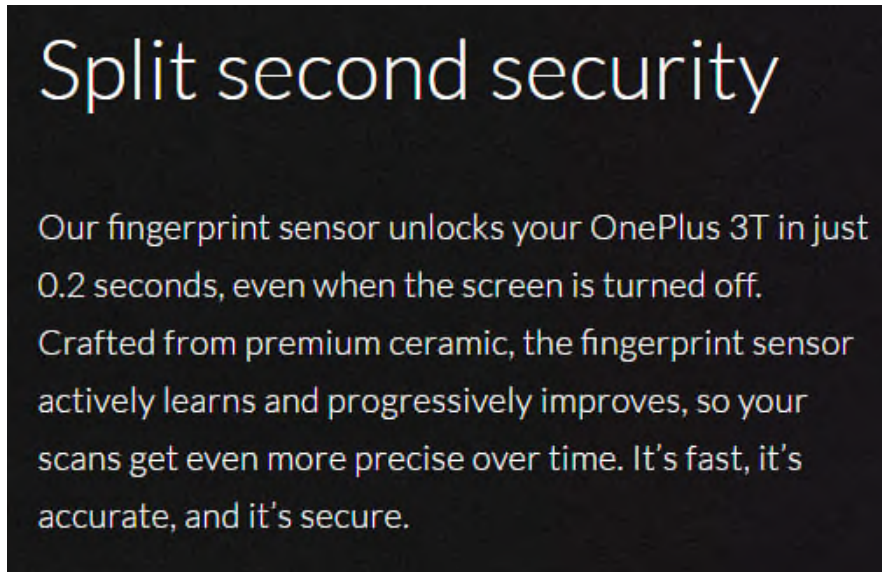 Split second security
Our fingerprint sensor unlocks your OnePlus 3T in just
0.2 seconds, even when the screen is turned off.
Crafted from premium ceramic, the fingerprint sensor
actively learns and progressively improves, so your
scans get even more precise over time. It’s fast, it’s
accurate, and it’s secure.